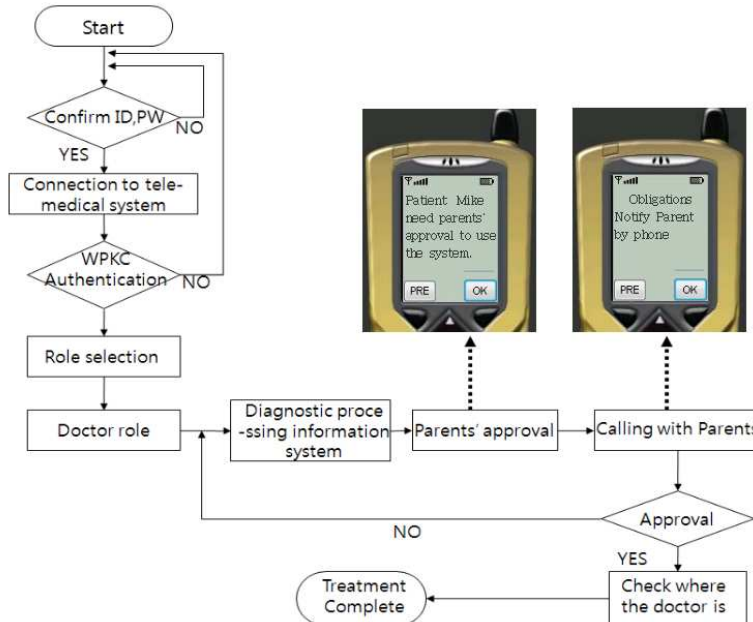 Start
Confirm ID,PW
NO
YES
Connection to tele-
medical system
WPKC
Authentication
NO
Role selection
Doctor role
Diagnostic proce
-ssing information
system
Parents' approval
Calling with Parents
Patient Mike
need parents'
approval to use
the system.
PRE
OK
Obligations
Notify Parent
by phone
PRE
OK
Approval
NO
YES
Check where
the doctor is
Treatment
Complete